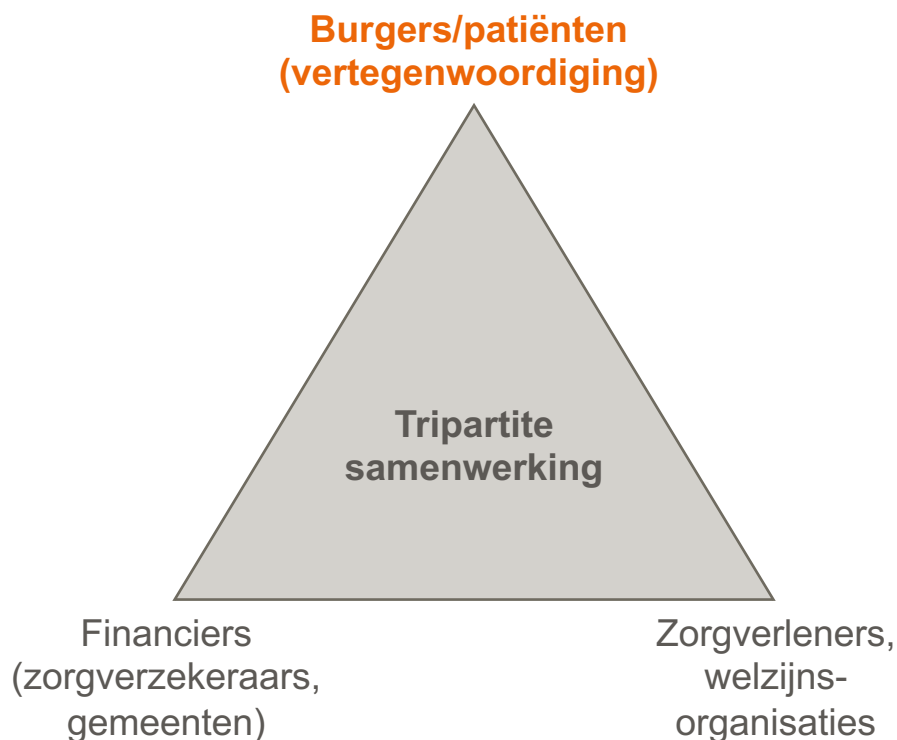 Burgers/patiënten
(vertegenwoordiging)
Tripartite
samenwerking
Financiers
(zorgverzekeraars,
gemeenten)
Zorgverleners,
welzijns-
organisaties